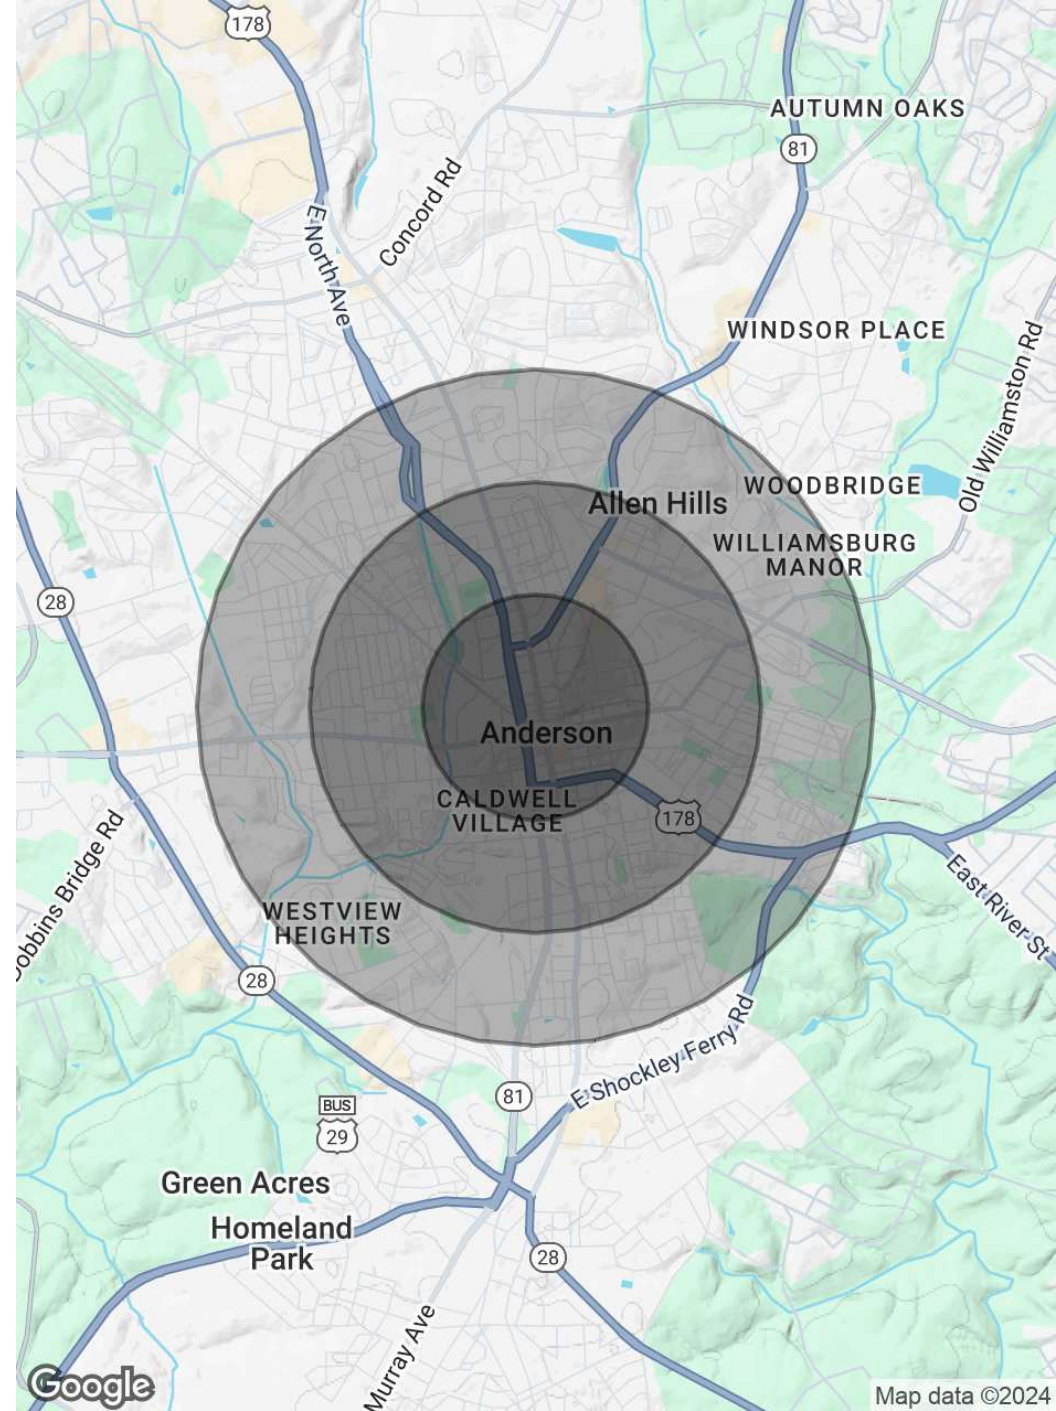 178
AUTUMN OAKS
81
Concord Rd
E North Ave
WINDSOR PLACE
Old Williamston Rd
WOODBRIDGE
Allen Hills
WILLIAMSBURG
MANOR
28
Anderson
CALDWELL
VILLAGE
178
Dobbins Bridge Rd
East River St
WESTVIEW
HEIGHTS
28
E Shockley Ferry Rd
81
BUS
29
Green Acres
Homeland
Park
28
Murray Ave
Google
Map data ©2024